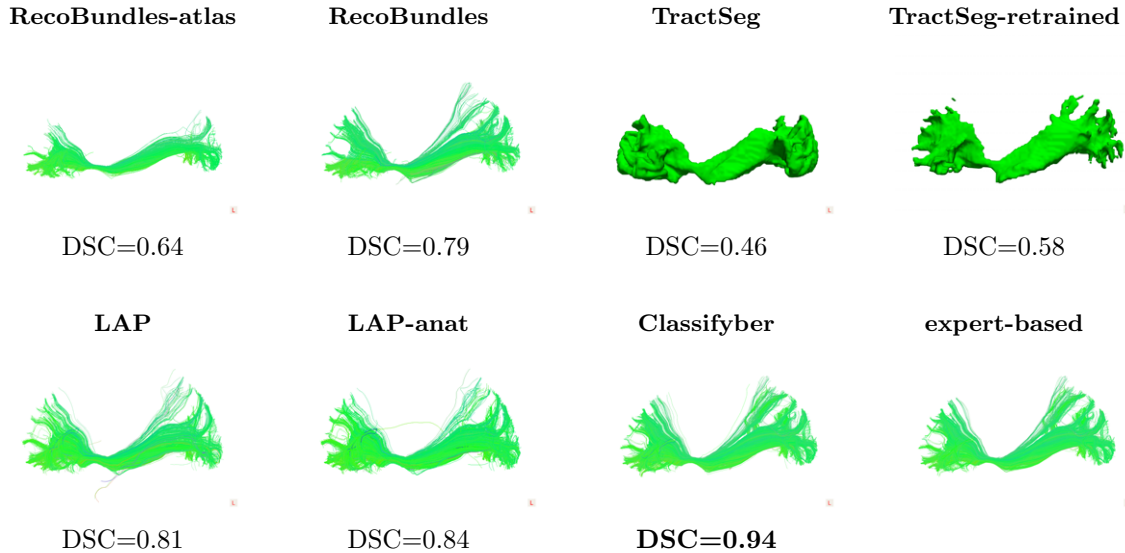 RecoBundles-atlas RecoBundles TractSeg TractSeg-retrained
L L L
DSC=0.64 DSC=0.79 DSC=0.46 DSC=0.58
LAP LAP-anat Classifyber expert-based
L L L L
DSC=0.81 DSC=0.84 DSC=0.94